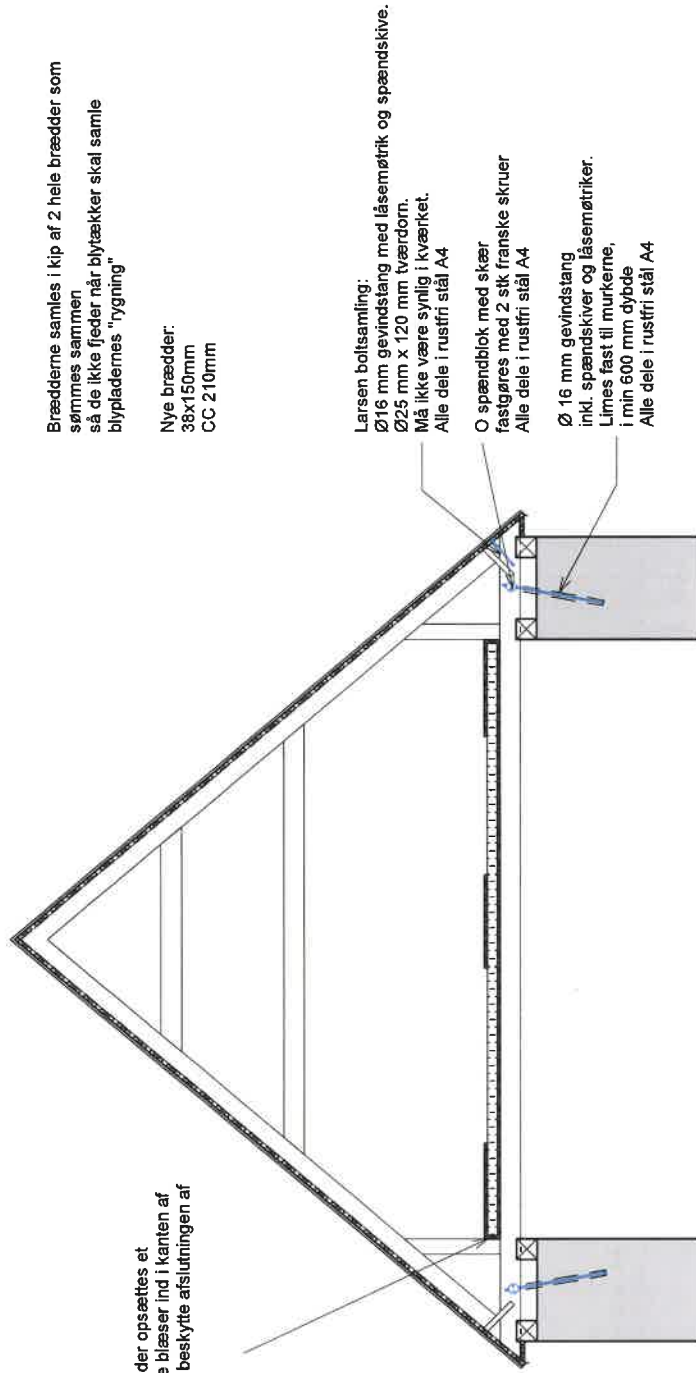 Brædderne samles i kip af 2 hele brædder som
sømmes sammen
så de ikke fjeder når blytækker skal samle
blypladernes "rygning"
Nye brædder:
38x150mm
CC 210mm
Larsen boltsamling:
Ø16 mm gevindstang med låsemøtrik og spændskive.
Ø25 mm x 120 mm tværdorn.
Må ikke være synlig i kværket.
Alle dele i rustfri stål A4
O spændblok med skær
fastgøres med 2 stk franske skruer
Alle dele i rustfri stål A4
Ø 16 mm gevindstang
inkl. spændskiver og låsemøtriker.
Limes fast til murkerne,
i min 600 mm dybde
Alle dele i rustfri stål A4
der opsættes et
e blæser ind i kanten af
beskytte afslutningen af